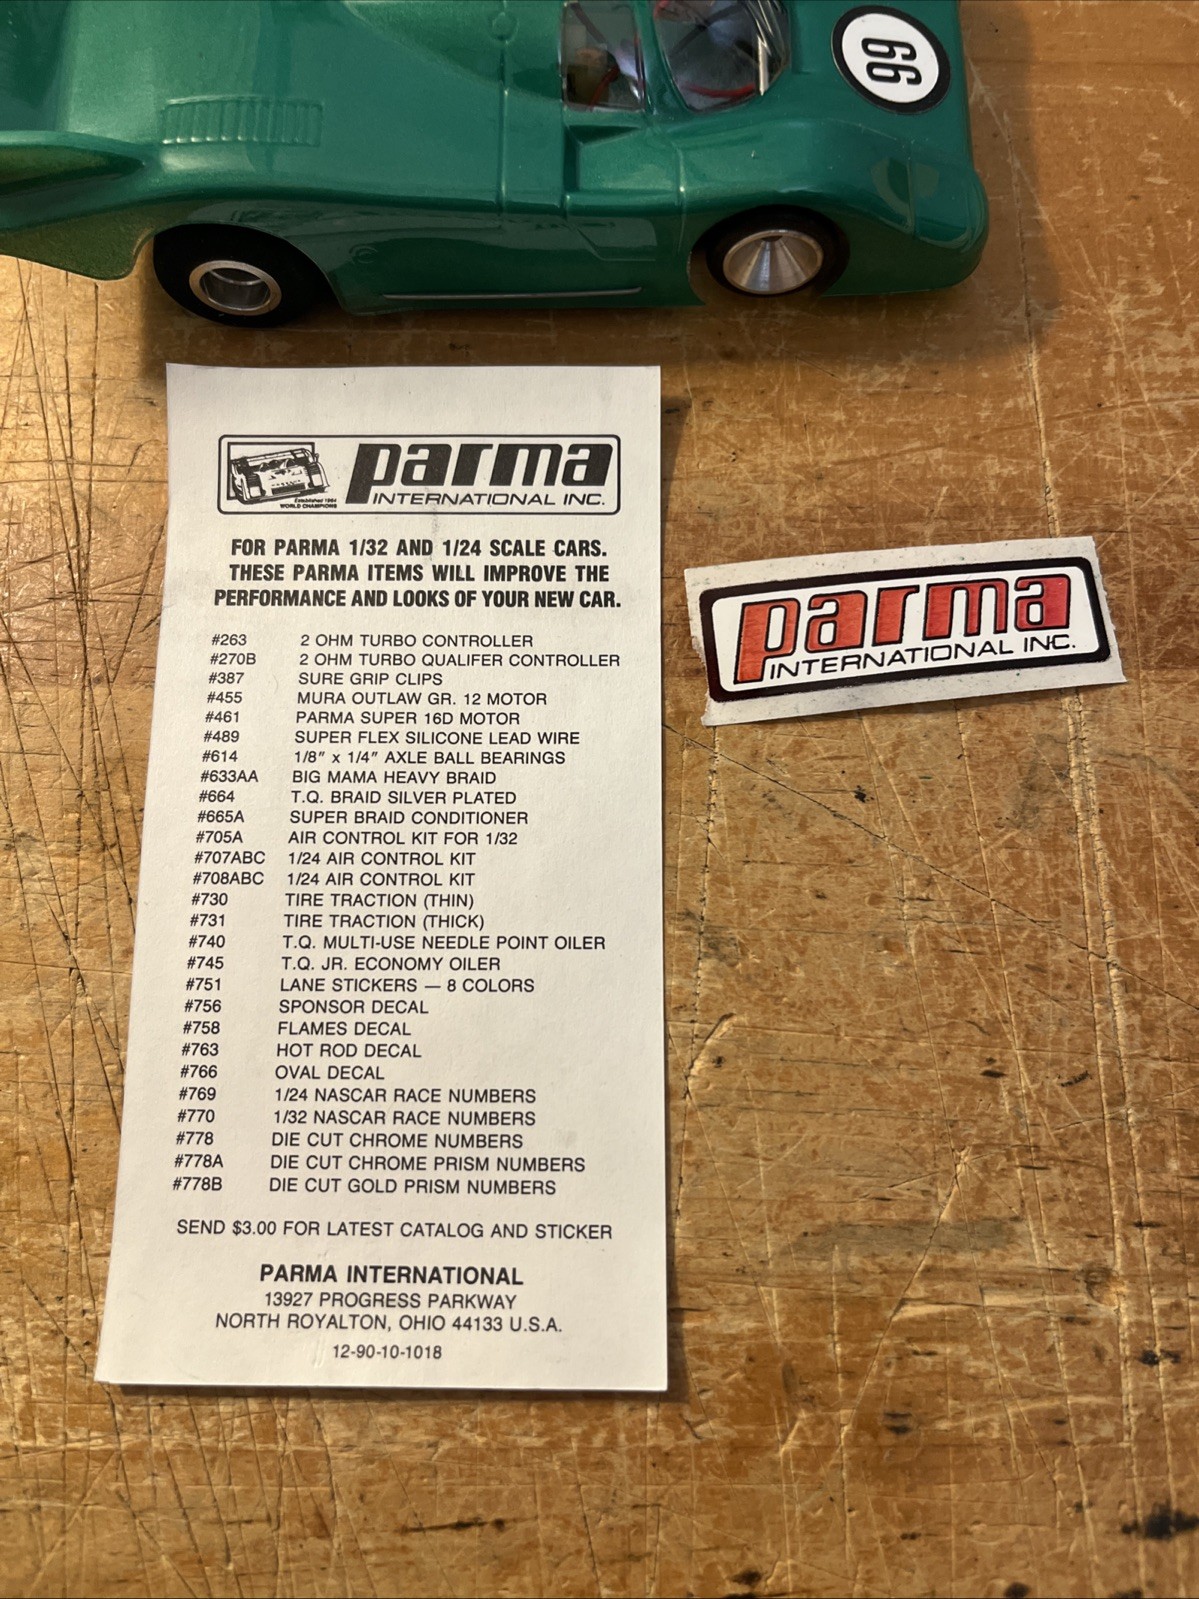 66
parma
INTERNATIONAL INC.
Established 1964
WORLD CHAMPIONS
FOR PARMA 1/32 AND 1/24 SCALE CARS.
THESE PARMA ITEMS WILL IMPROVE THE
PERFORMANCE AND LOOKS OF YOUR NEW CAR.
#263 2 OHM TURBO CONTROLLER
#270B 2 OHM TURBO QUALIFER CONTROLLER
#387 SURE GRIP CLIPS
#455 MURA OUTLAW GR. 12 MOTOR
#461 PARMA SUPER 16D MOTOR
#489 SUPER FLEX SILICONE LEAD WIRE
#614 1/8" x 1/4" AXLE BALL BEARINGS
#633AA BIG MAMA HEAVY BRAID
#664 T.Q. BRAID SILVER PLATED
#665A SUPER BRAID CONDITIONER
#705A AIR CONTROL KIT FOR 1/32
#707ABC 1/24 AIR CONTROL KIT
#708ABC 1/24 AIR CONTROL KIT
#730 TIRE TRACTION (THIN)
#731 TIRE TRACTION (THICK)
#740 T.Q. MULTI-USE NEEDLE POINT OILER
#745 T.Q. JR. ECONOMY OILER
#751 LANE STICKERS — 8 COLORS
#756 SPONSOR DECAL
#758 FLAMES DECAL
#763 HOT ROD DECAL
#766 OVAL DECAL
#769 1/24 NASCAR RACE NUMBERS
#770 1/32 NASCAR RACE NUMBERS
#778 DIE CUT CHROME NUMBERS
#778A DIE CUT CHROME PRISM NUMBERS
#778B DIE CUT GOLD PRISM NUMBERS
SEND $3.00 FOR LATEST CATALOG AND STICKER
PARMA INTERNATIONAL
13927 PROGRESS PARKWAY
NORTH ROYALTON, OHIO 44133 U.S.A.
12-90-10-1018
parma
INTERNATIONAL INC.